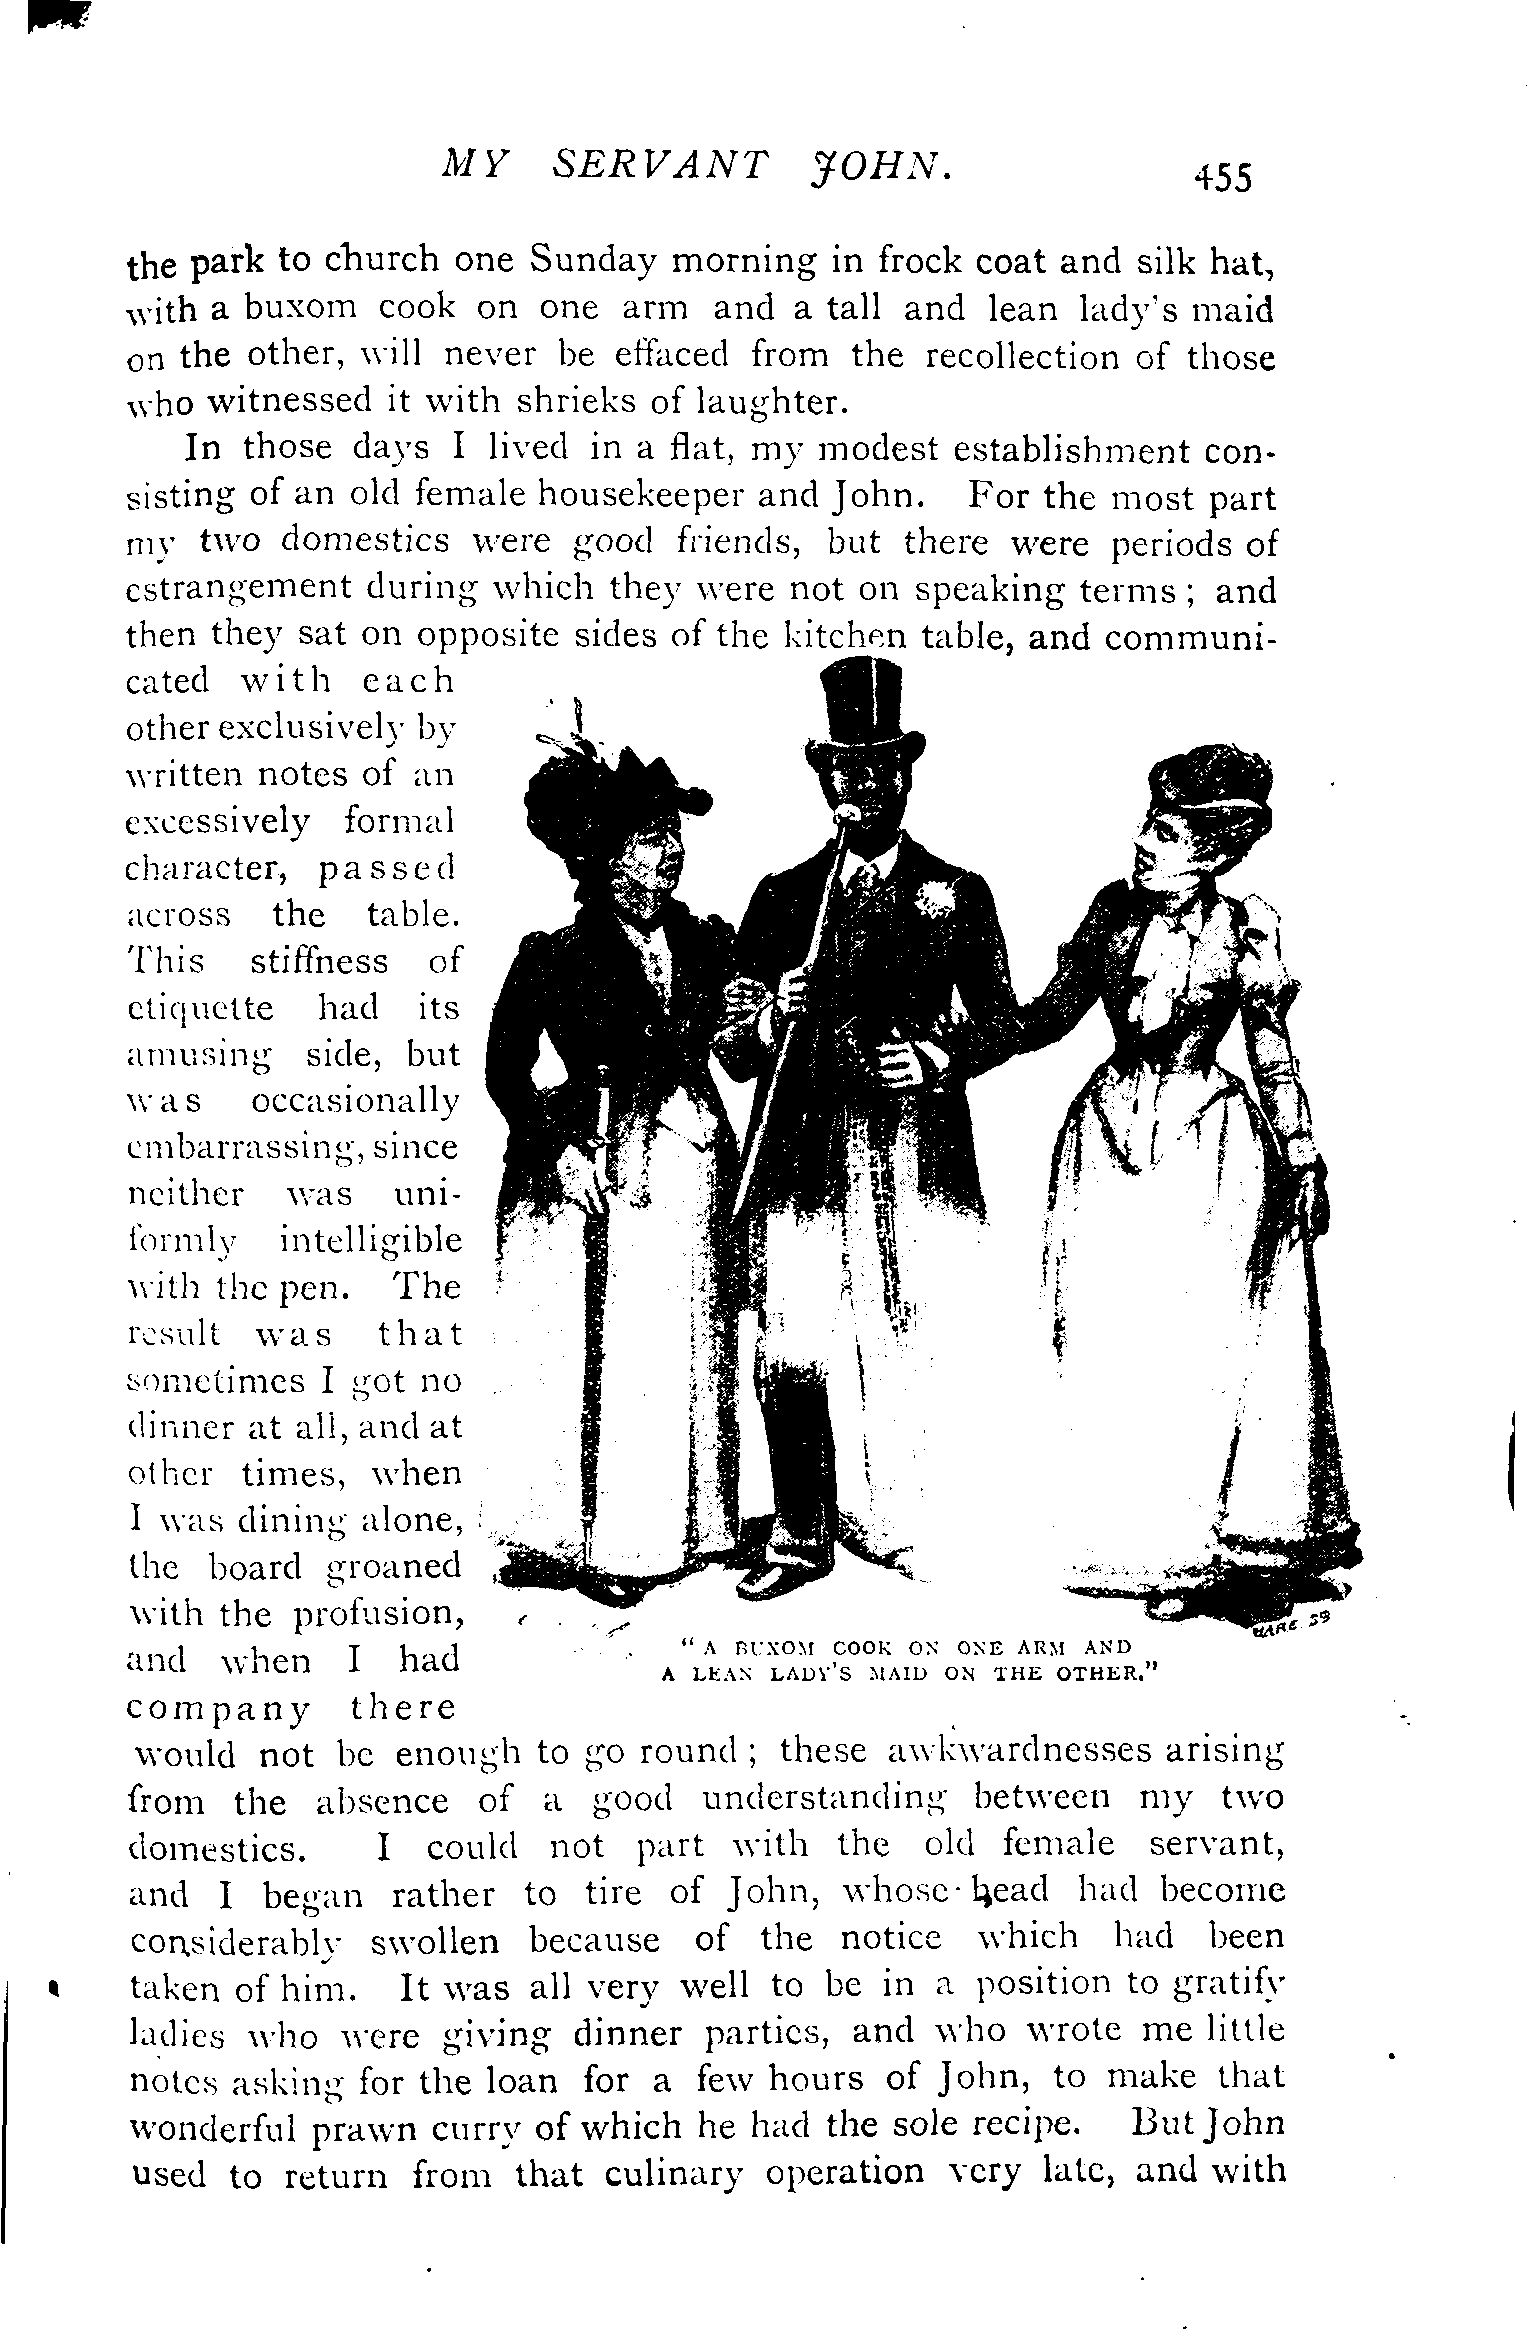 MY SERVANT JOHN.
455
the park to church one Sunday morning in frock coat and silk hat,
with a buxom cook on one arm and a tall and lean lady's maid
on the other, will never be effaced from the recollection of those
who witnessed it with shrieks of laughter.
In those days I lived in a flat, my modest establishment con-
sisting of an old female housekeeper and John. For the most part
my two domestics were good friends, but there were periods of
estrangement during which they were not on speaking terms; and
then they sat on opposite sides of the kitchen table, and communi-
cated with each
other exclusively by
written notes of an
excessively formal
character, passed
across the table.
This stiffness of
etiquette had its
amusing side, but
was occasionally
embarrassing, since
neither was uni-
formly intelligible
with the pen. The
result was that
sometimes I got no
dinner at all, and at
other times, when
I was dining alone,
the board groaned
with the profusion,
and when I had
company there
HARE 89
"A BUXOM COOK ON ONE ARM AND
A LEAN LADY'S MAID ON THE OTHER."
would not be enough to go round; these awkwardnesses arising
from the absence of a good understanding between my two
domestics. I could not part with the old female servant,
and I began rather to tire of John, whose head had become
considerably swollen because of the notice which had been
taken of him. It was all very well to be in a position to gratify
ladies who were giving dinner parties, and who wrote me little
notes asking for the loan for a few hours of John, to make that
wonderful prawn curry of which he had the sole recipe. But John
used to return from that culinary operation very late, and with